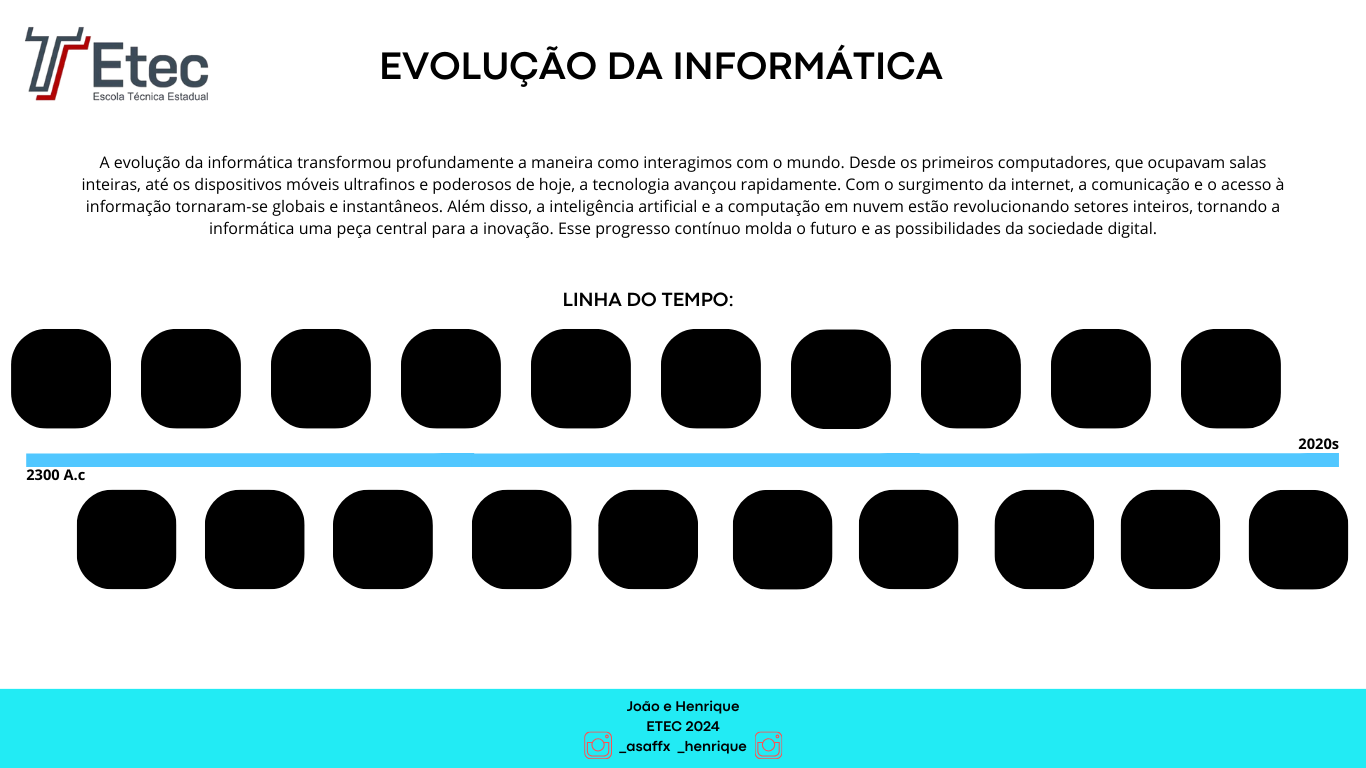 Etec
Escola Técnica Estadual
EVOLUÇÃO DA INFORMÁTICA
A evolução da informática transformou profundamente a maneira como interagimos com o mundo. Desde os primeiros computadores, que ocupavam salas
inteiras, até os dispositivos móveis ultrafinos e poderosos de hoje, a tecnologia avançou rapidamente. Com o surgimento da internet, a comunicação e o acesso à
informação tornaram-se globais e instantâneos. Além disso, a inteligência artificial e a computação em nuvem estão revolucionando setores inteiros, tornando a
informática uma peça central para a inovação. Esse progresso contínuo molda o futuro e as possibilidades da sociedade digital.
LINHA DO TEMPO:
2020s
2300 A.c
João e Henrique
ETEC 2024
_asaffx _henrique